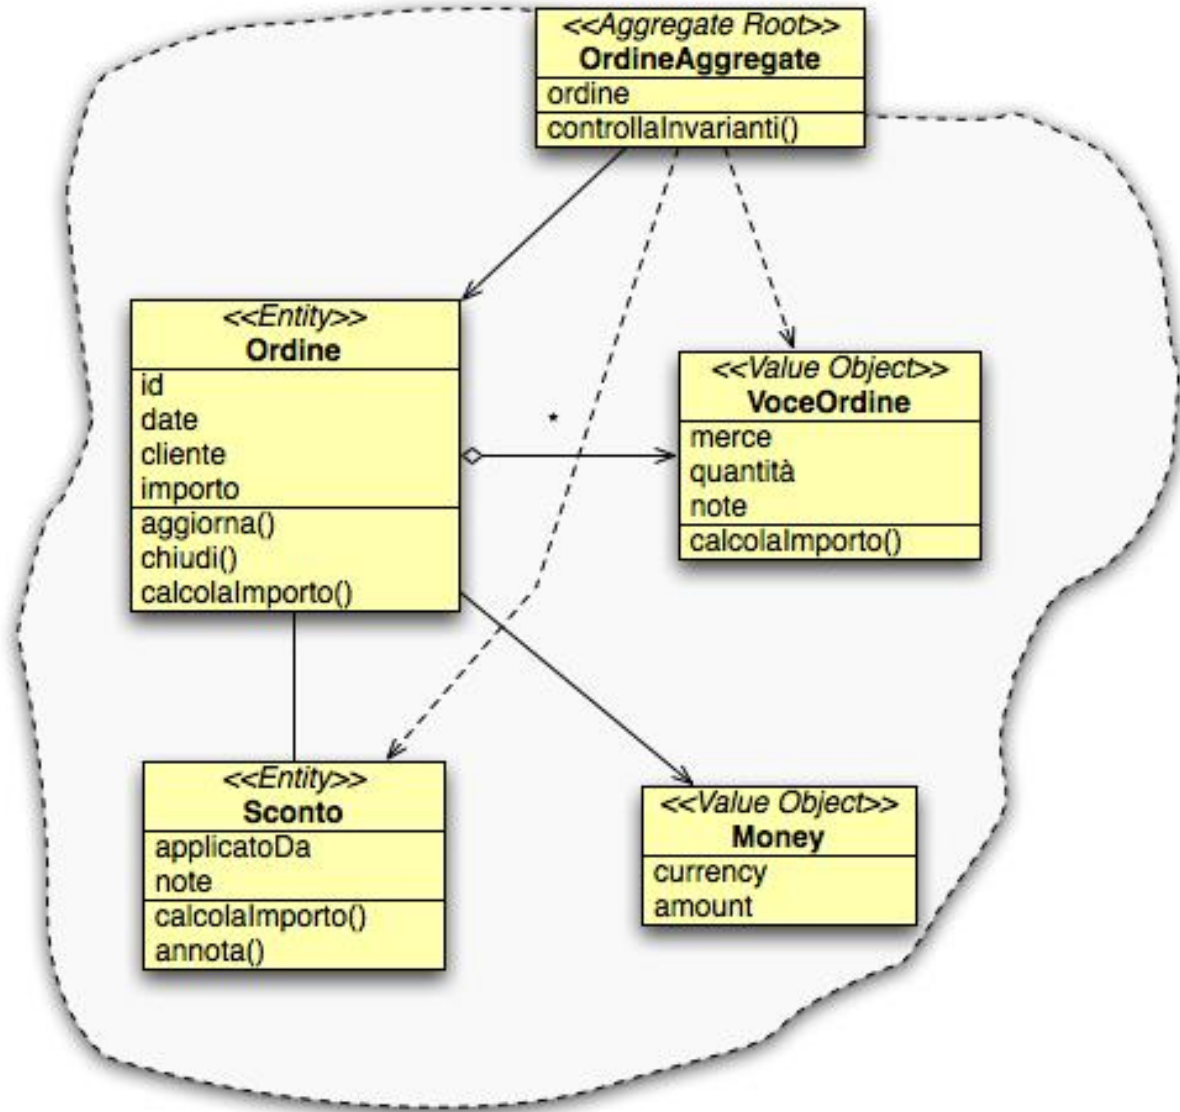 <<Aggregate Root>>
OrdineAggregate
ordine
controllaInvarianti()
<<Entity>>
Ordine
id
date
cliente
importo
aggiorna()
chiudi()
calcolaImporto()
*
<<Value Object>>
VoceOrdine
merce
quantità
note
calcolaImporto()
<<Entity>>
Sconto
applicatoDa
note
calcolaImporto()
annota()
<<Value Object>>
Money
currency
amount